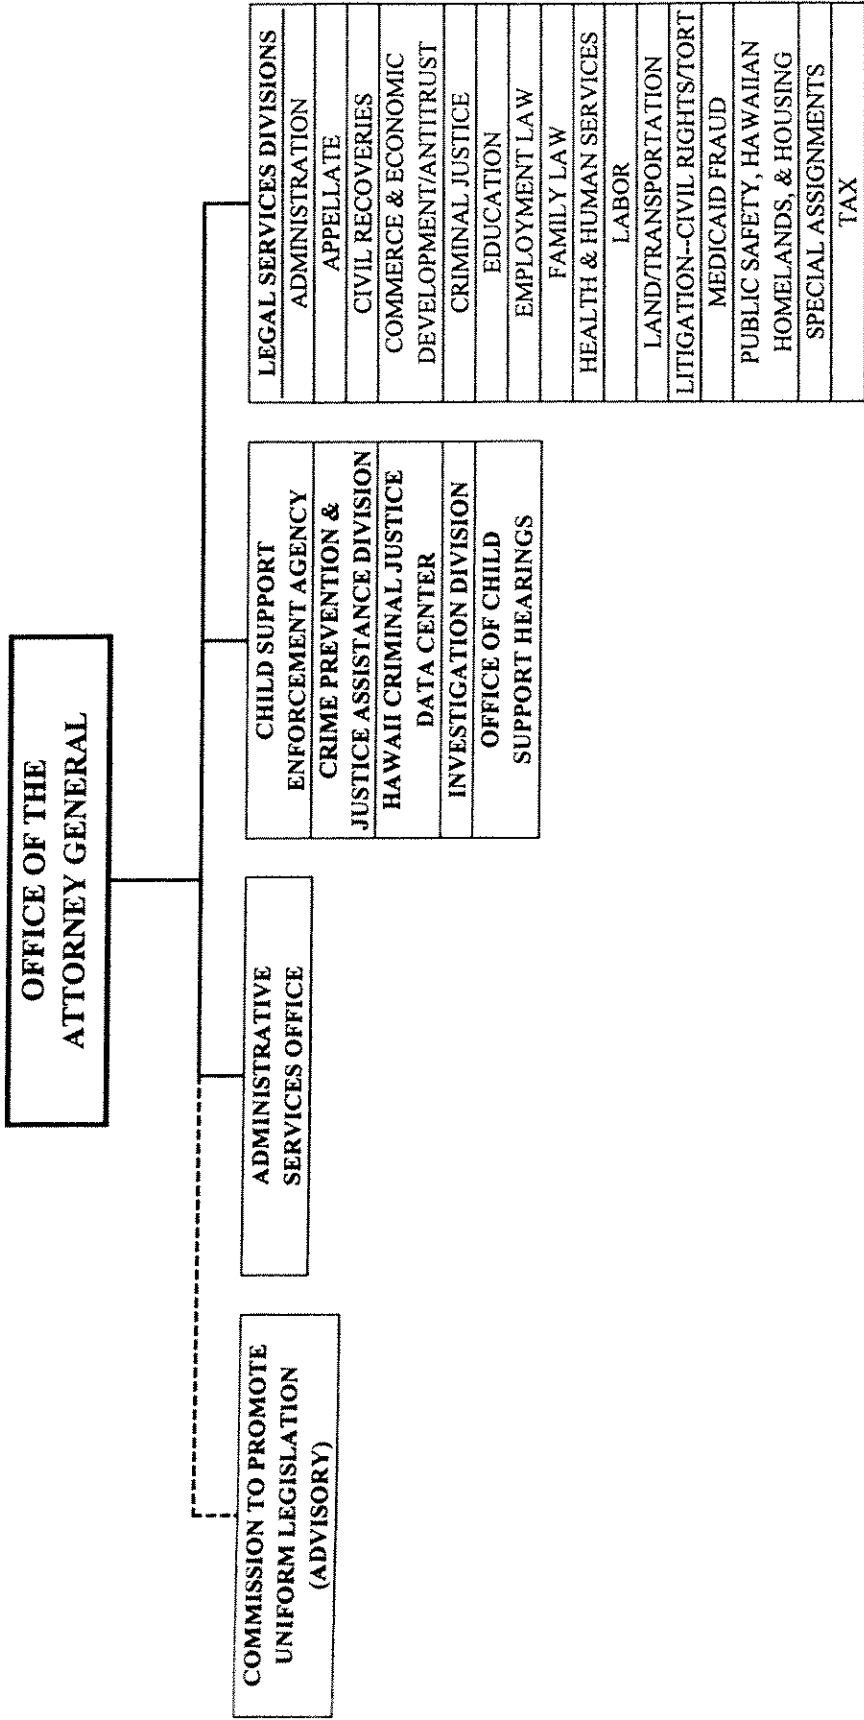 OFFICE OF THE
ATTORNEY GENERAL
COMMISSION TO PROMOTE
UNIFORM LEGISLATION
(ADVISORY)
ADMINISTRATIVE
SERVICES OFFICE
CHILD SUPPORT
ENFORCEMENT AGENCY
CRIME PREVENTION &
JUSTICE ASSISTANCE DIVISION
HAWAII CRIMINAL JUSTICE
DATA CENTER
INVESTIGATION DIVISION
OFFICE OF CHILD
SUPPORT HEARINGS
LEGAL SERVICES DIVISIONS
ADMINISTRATION
APPELLATE
CIVIL RECOVERIES
COMMERCE & ECONOMIC
DEVELOPMENT/ANTITRUST
CRIMINAL JUSTICE
EDUCATION
EMPLOYMENT LAW
FAMILY LAW
HEALTH & HUMAN SERVICES
LABOR
LAND/TRANSPORTATION
LITIGATION--CIVIL RIGHTS/TORT
MEDICAID FRAUD
PUBLIC SAFETY, HAWAIIAN
HOMELANDS, & HOUSING
SPECIAL ASSIGNMENTS
TAX